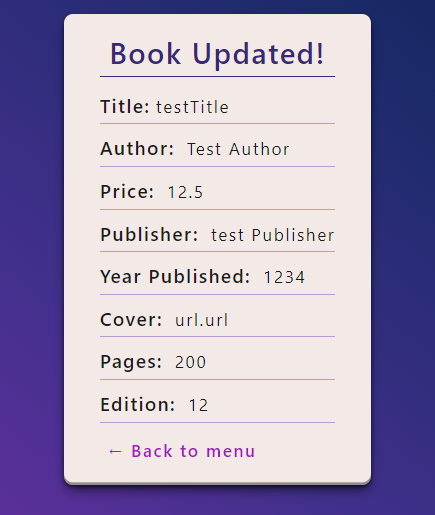 Book Updated!
Title: testTitle
Author: Test Author
Price: 12.5
Publisher: test Publisher
Year Published: 1234
Cover: url.url
Pages: 200
Edition: 12
← Back to menu